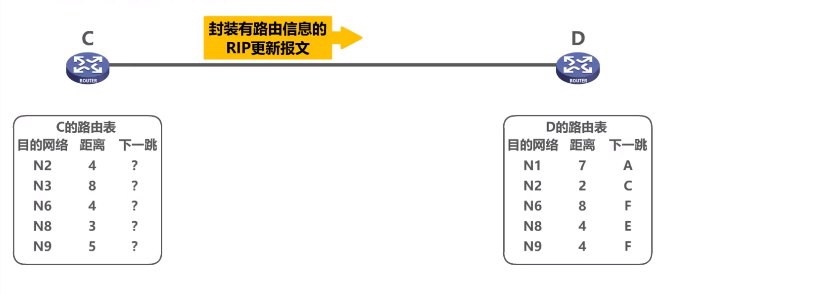 C
封装有路由信息的
RIP更新报文
D
ROUTER
ROUTER
C的路由表
目的网络 距离 下一跳
N2 4 ?
N3 8 ?
N6 4 ?
N8 3 ?
N9 5 ?
D的路由表
目的网络 距离 下一跳
N1 7 A
N2 2 C
N6 8 F
N8 4 E
N9 4 F